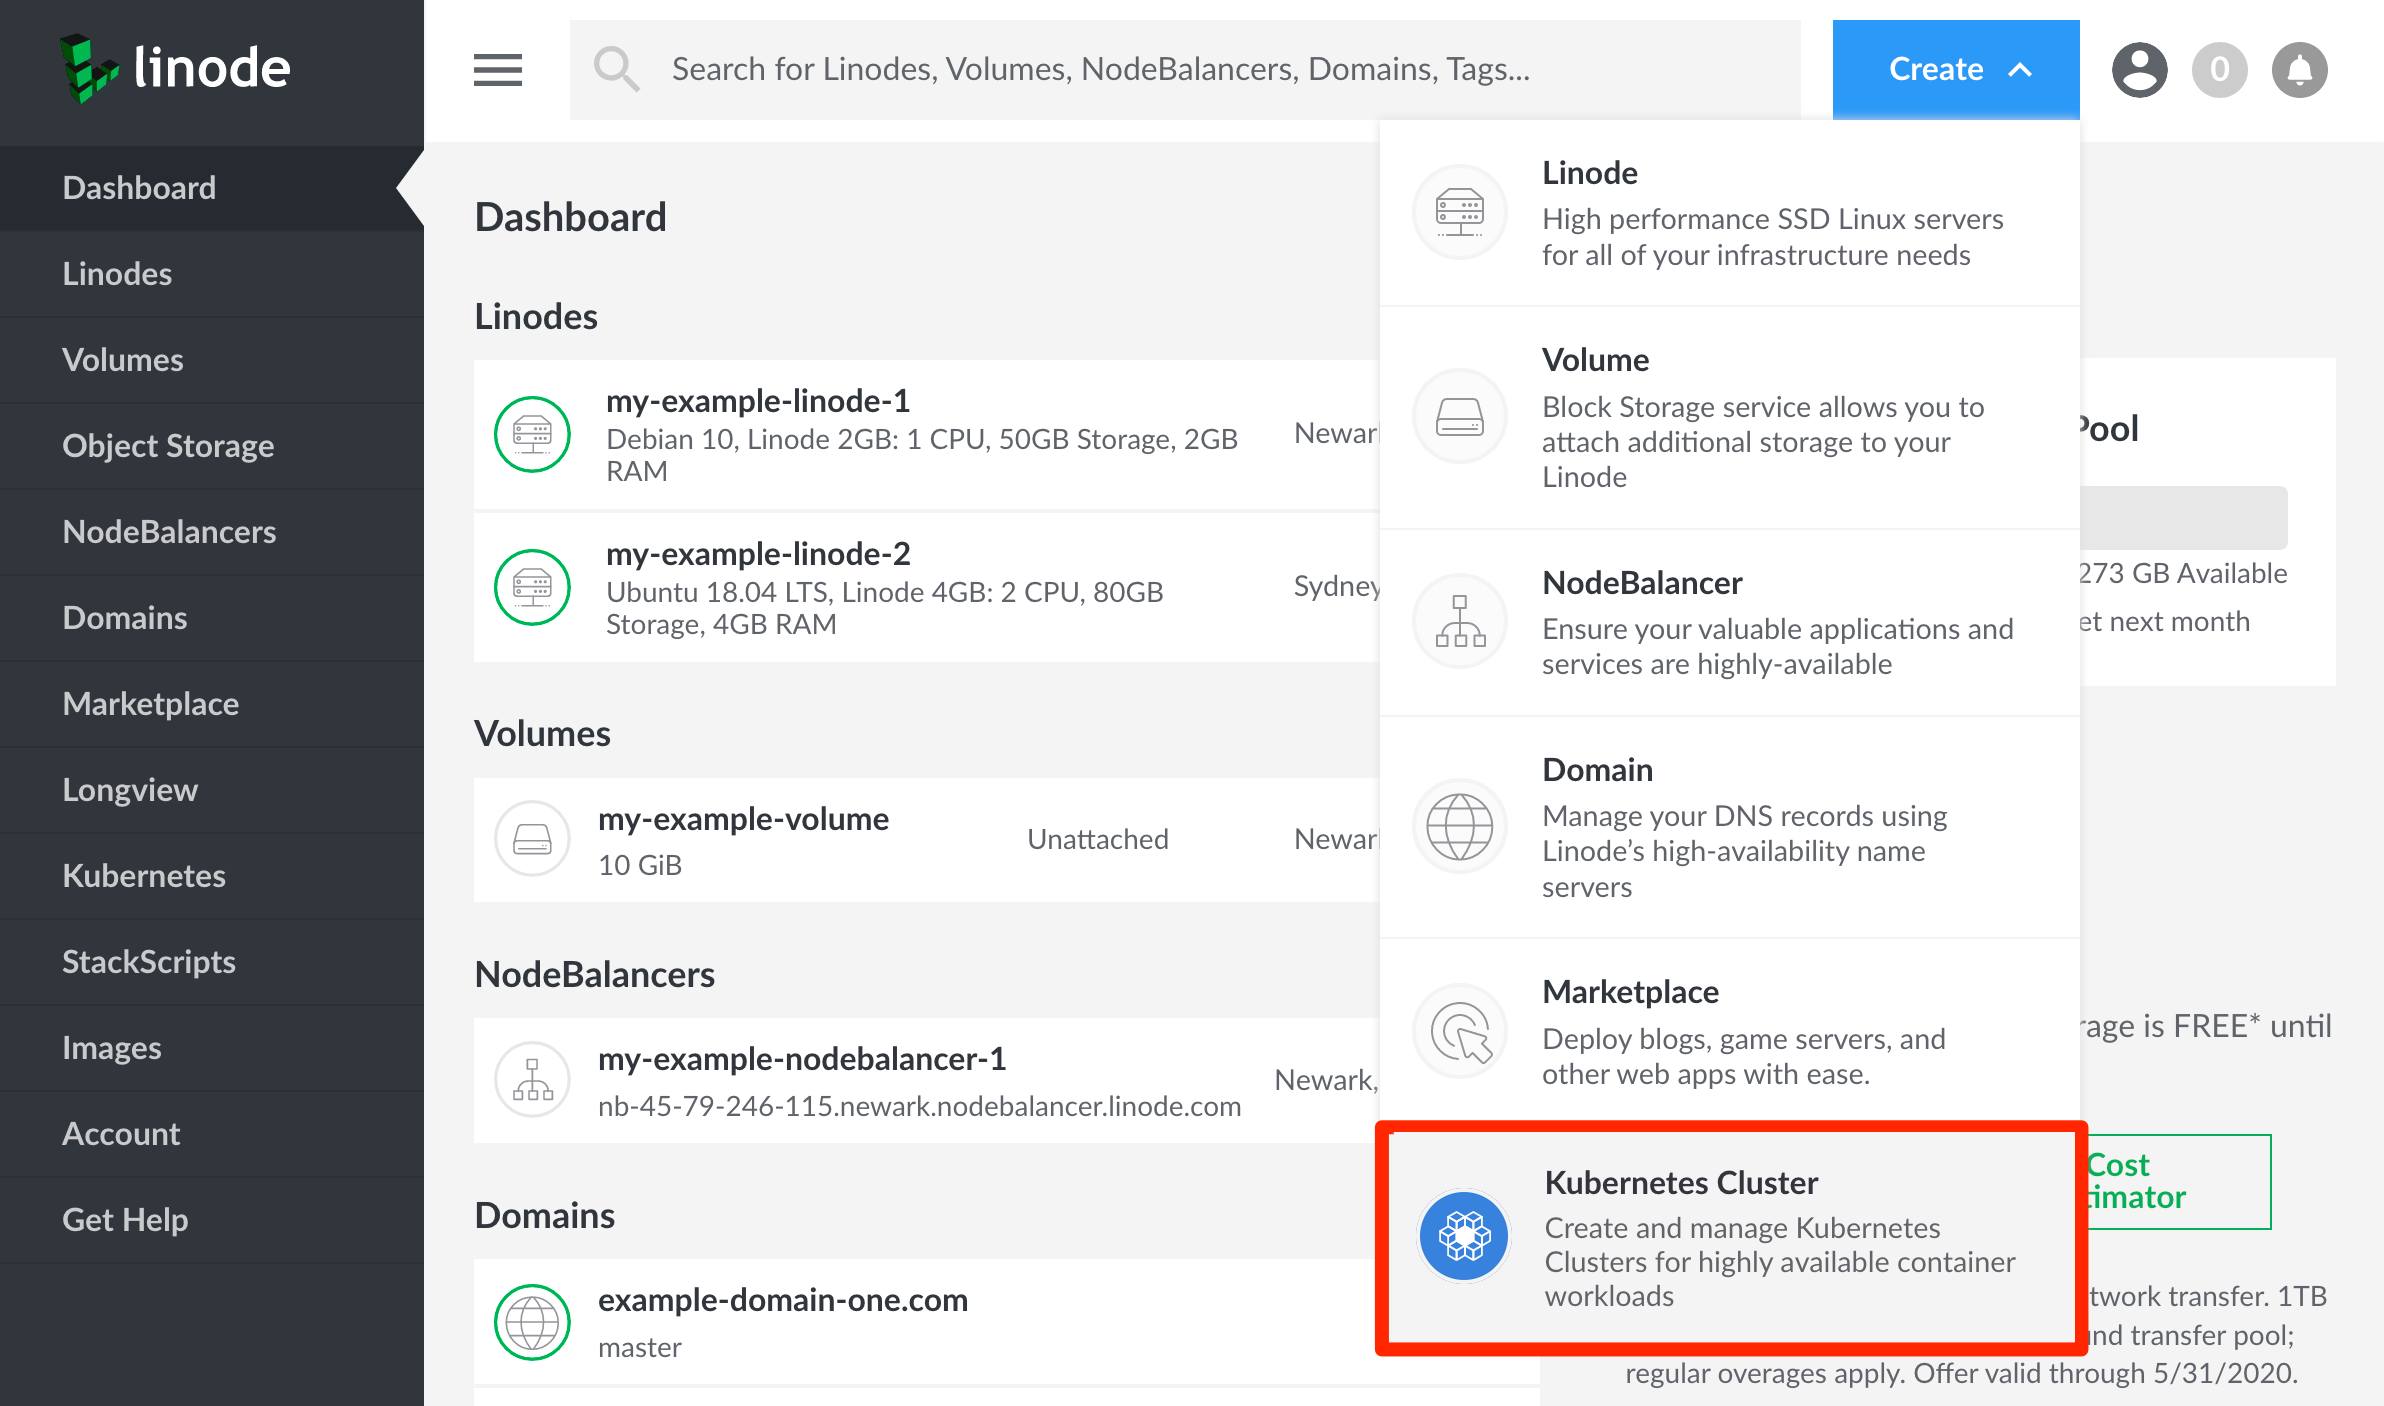 linode
Search for Linodes, Volumes, NodeBalancers, Domains, Tags...
Create
0
Dashboard
Linodes
Volumes
Object Storage
NodeBalancers
Domains
Marketplace
Longview
Kubernetes
StackScripts
Images
Account
Get Help
Dashboard
Linodes
my-example-linode-1
Debian 10, Linode 2GB: 1 CPU, 50GB Storage, 2GB
RAM
Newark
my-example-linode-2
Ubuntu 18.04 LTS, Linode 4GB: 2 CPU, 80GB
Storage, 4GB RAM
Sydney
Volumes
my-example-volume
10 GiB
Unattached
Newark
NodeBalancers
my-example-nodebalancer-1
nb-45-79-246-115.newark.nodebalancer.linode.com
Newark,
Domains
example-domain-one.com
master
Linode
High performance SSD Linux servers
for all of your infrastructure needs
Volume
Block Storage service allows you to
attach additional storage to your
Linode
NodeBalancer
Ensure your valuable applications and
services are highly-available
Domain
Manage your DNS records using
Linode’s high-availability name
servers
Marketplace
Deploy blogs, game servers, and
other web apps with ease.
Kubernetes Cluster
Create and manage Kubernetes
Clusters for highly available container
workloads
Pool
273 GB Available
et next month
rage is FREE* until
Cost
timator
twork transfer. 1TB
nd transfer pool;
regular overages apply. Offer valid through 5/31/2020.